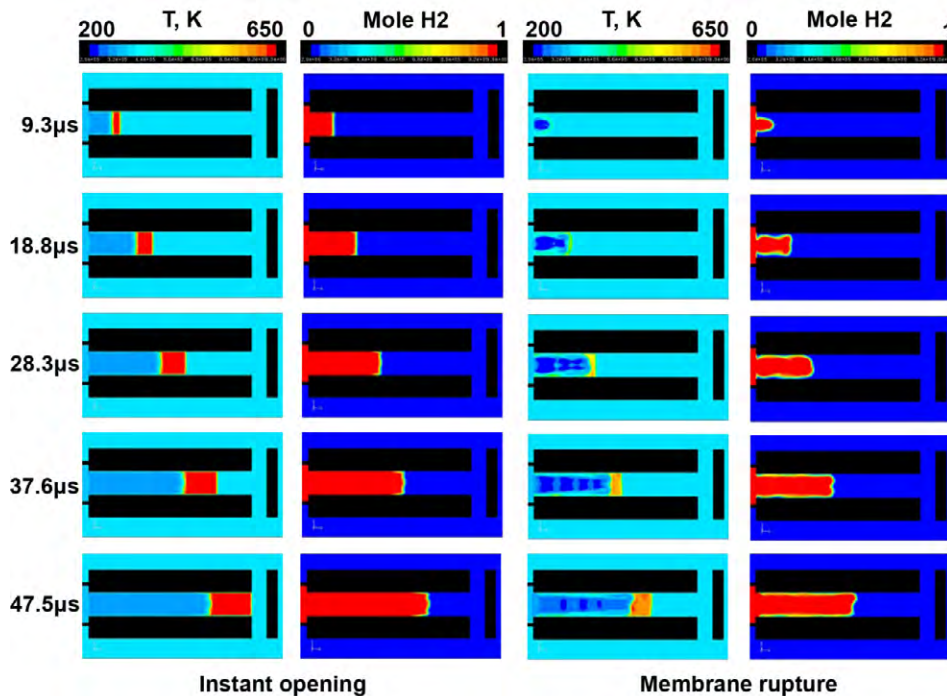 T, K Mole H2 T, K Mole H2
200 650 0 1 200 650 0 1
9.3µs
18.8µs
28.3µs
37.6µs
47.5µs
Instant opening Membrane rupture